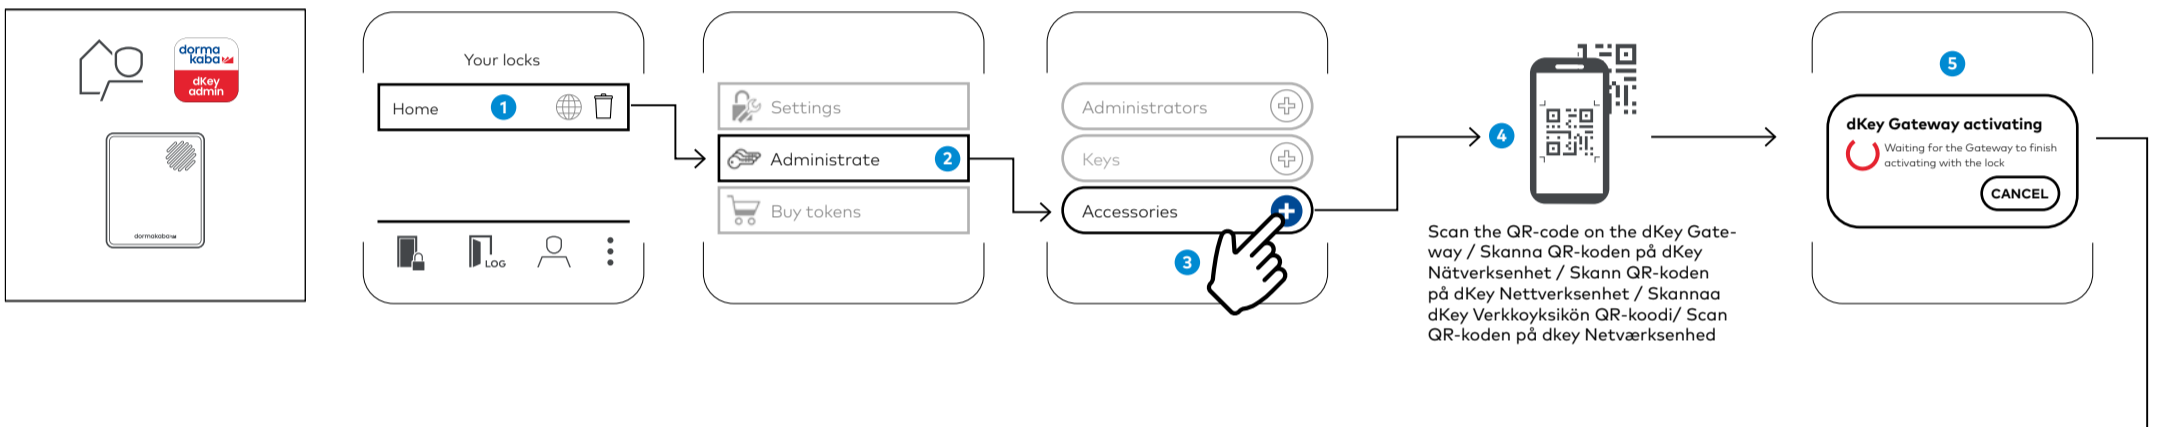 dorma
kaba
dKey
admin
dormakaba
Your locks
Home
1
LOG
Settings
Administrate
2
Buy tokens
Administrators
Keys
Accessories
3
4
Scan the QR-code on the dKey Gate-
way / Skanna QR-koden på dKey
Nätverksenhet / Skann QR-koden
på dKey Nettverksenhet / Skannaa
dKey Verkkoyksikön QR-koodi/ Scan
QR-koden på dkey Netværksenhed
5
dKey Gateway activating
Waiting for the Gateway to finish
activating with the lock
CANCEL